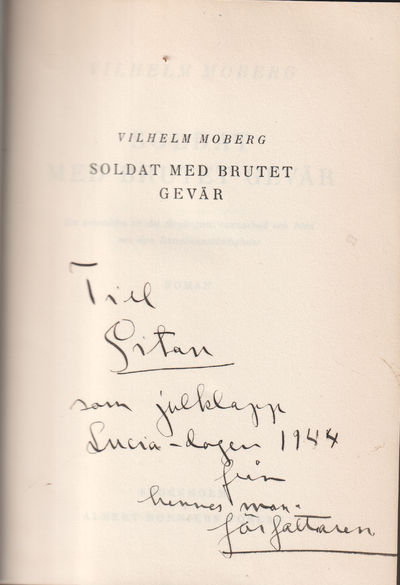 VILHELM MOBERG
SOLDAT MED BRUTET
GEVÄR
Till
Gitan
som julklapp
Lucia-dagen 1944
från
hennes man-
författaren